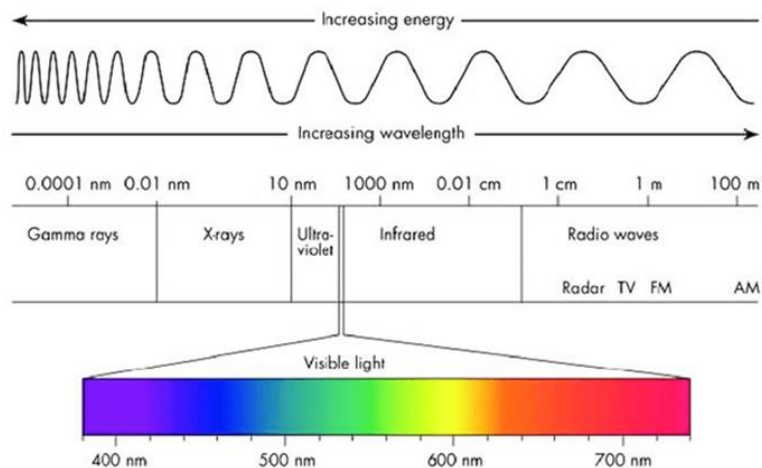 Increasing energy
Increasing wavelength
0.0001 nm 0.01 nm 10 nm 1000 nm 0.01 cm 1 cm 1 m 100 m
Gamma rays X-rays Ultra- Infrared Radio waves
violet
Radar TV FM AM
Visible light
400 nm 500 nm 600 nm 700 nm